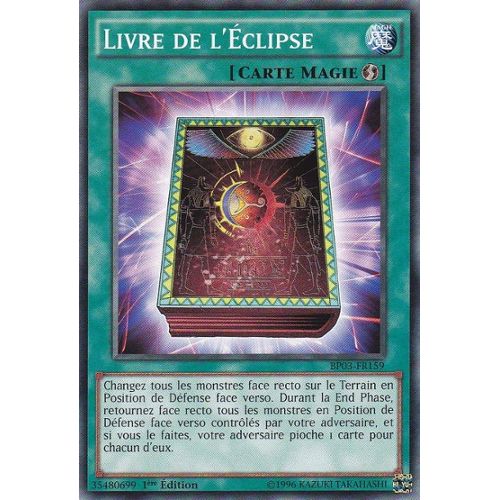 LIVRE DE L'ÉCLIPSE
[CARTE MAGIE]
BP03-FR159
Changez tous les monstres face recto sur le Terrain en
Position de Défense face verso. Durant la End Phase,
retournez face recto tous les monstres en Position de
Défense face verso contrôlés par votre adversaire, et
si vous le faites, votre adversaire pioche 1 carte pour
chacun d'eux.
35480699 1ère Édition ©1996 KAZUKI TAKAHASHI